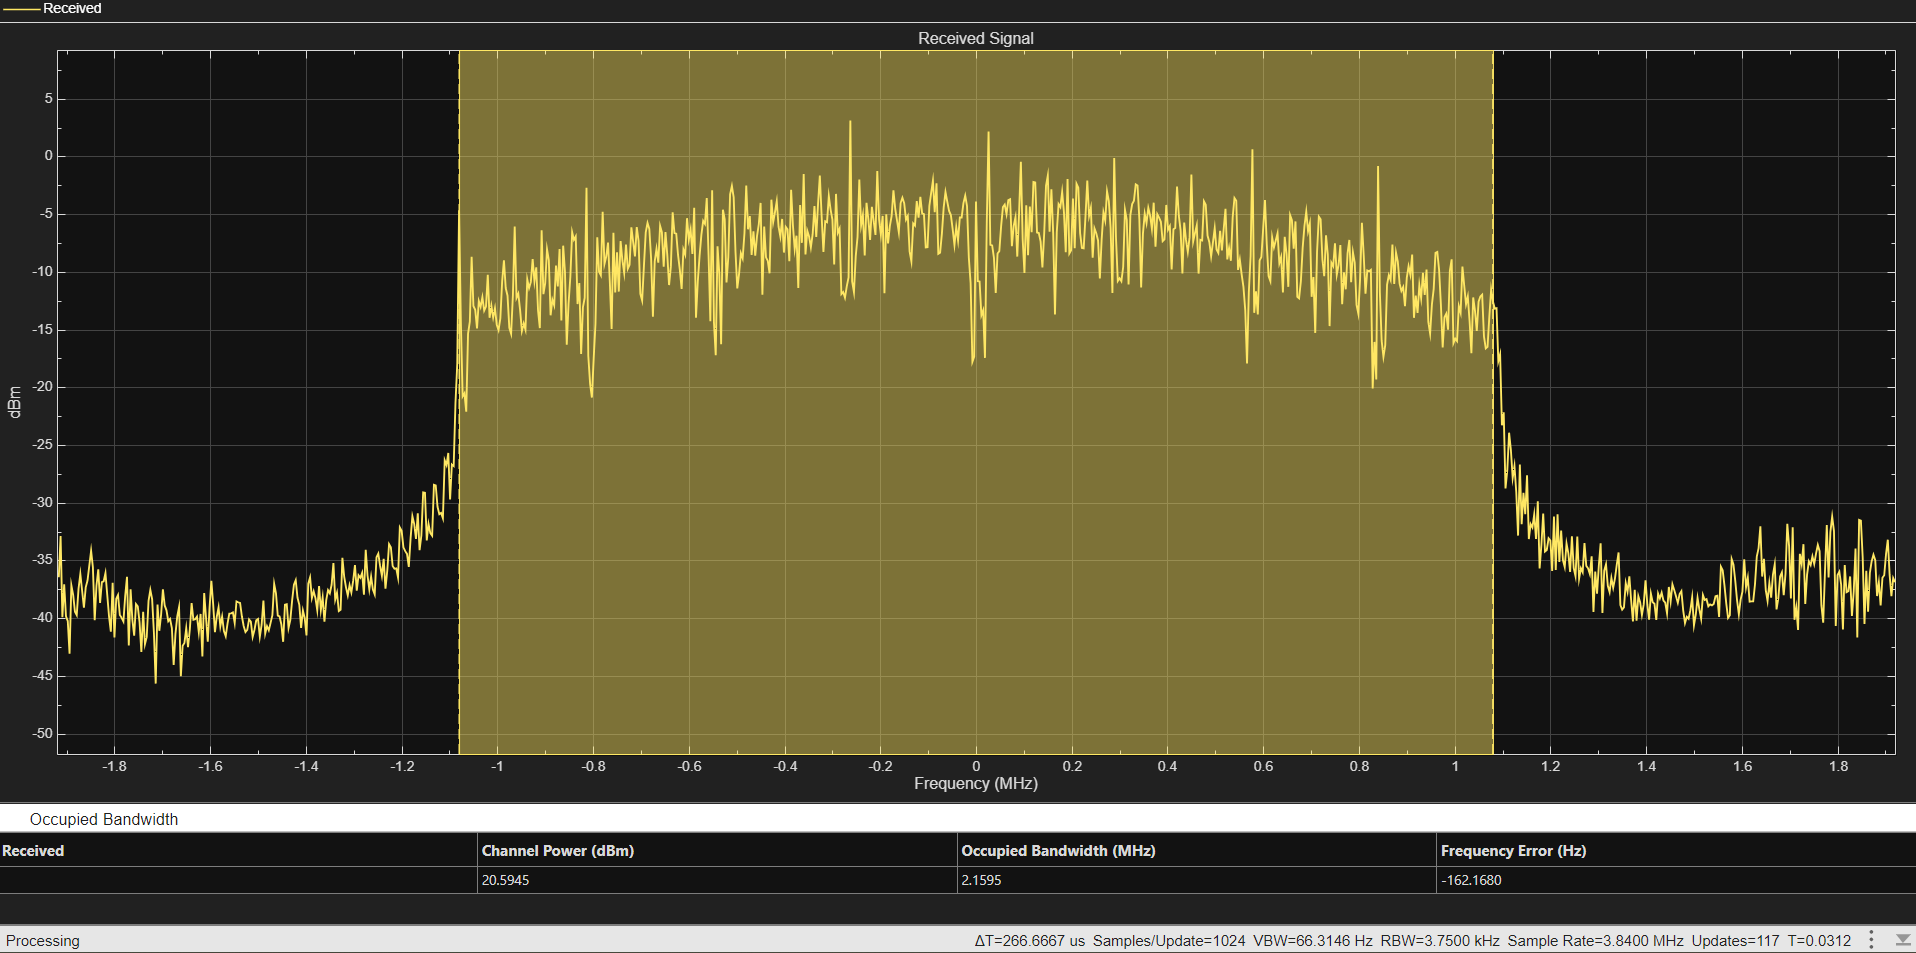 Received
Received Signal
5
0
-5
-10
-15
-20
-25
-30
-35
-40
-45
-50
dBm
-1.8 -1.6 -1.4 -1.2 -1 -0.8 -0.6 -0.4 -0.2 0 0.2 0.4 0.6 0.8 1 1.2 1.4 1.6 1.8
Frequency (MHz)
Occupied Bandwidth
Received Channel Power (dBm) Occupied Bandwidth (MHz) Frequency Error (Hz)
20.5945 2.1595 -162.1680
Processing ΔT=266.6667 us Samples/Update=1024 VBW=66.3146 Hz RBW=3.7500 kHz Sample Rate=3.8400 MHz Updates=117 T=0.0312